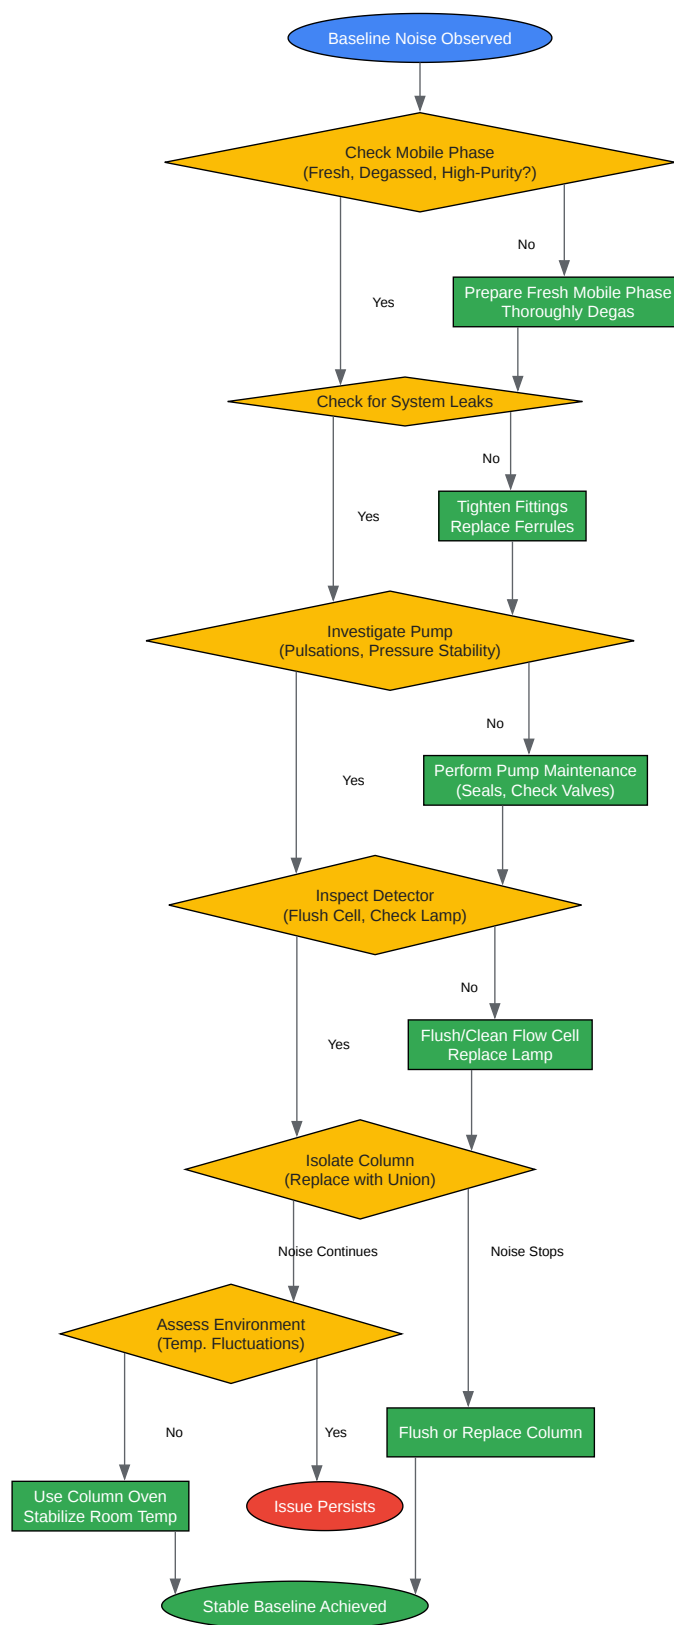 Baseline Noise Observed
Check Mobile Phase
(Fresh, Degassed, High-Purity?)
No
Yes
Prepare Fresh Mobile Phase
Thoroughly Degas
Check for System Leaks
No
Yes
Tighten Fittings
Replace Ferrules
Investigate Pump
(Pulsations, Pressure Stability)
No
Yes
Perform Pump Maintenance
(Seals, Check Valves)
Inspect Detector
(Flush Cell, Check Lamp)
No
Yes
Flush/Clean Flow Cell
Replace Lamp
Isolate Column
(Replace with Union)
Noise Continues
Noise Stops
Assess Environment
(Temp. Fluctuations)
No
Yes
Flush or Replace Column
Use Column Oven
Stabilize Room Temp
Issue Persists
Stable Baseline Achieved